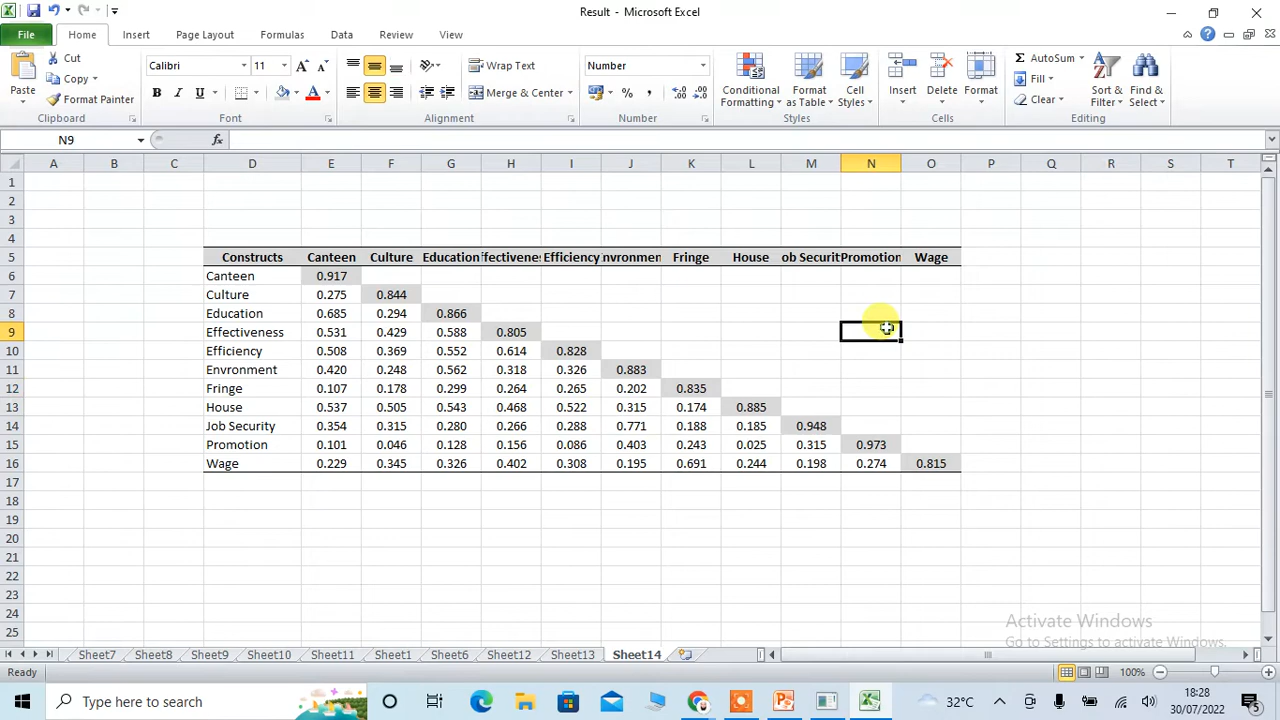 Result - Microsoft Excel
File Home Insert Page Layout Formulas Data Review View
Paste
Cut
Copy
Format Painter
Clipboard
Calibri 11
B I U
Font
Wrap Text
Merge & Center
Alignment
Number
%
Number
Conditional Formatting
Format as Table
Cell Styles
Styles
Insert
Delete
Format
Cells
AutoSum
Fill
Clear
Sort & Filter
Find & Select
Editing
N9 fx
A B C D E F G H I J K L M N O P Q R S T
1
2
3
4
5 Constructs Canteen Culture Education ffectivenes Efficiency nvronmen Fringe House ob Securit Promotion Wage
6 Canteen 0.917
7 Culture 0.275 0.844
8 Education 0.685 0.294 0.866
9 Effectiveness 0.531 0.429 0.588 0.805
10 Efficiency 0.508 0.369 0.552 0.614 0.828
11 Envronment 0.420 0.248 0.562 0.318 0.326 0.883
12 Fringe 0.107 0.178 0.299 0.264 0.265 0.202 0.835
13 House 0.537 0.505 0.543 0.468 0.522 0.315 0.174 0.885
14 Job Security 0.354 0.315 0.280 0.266 0.288 0.771 0.188 0.185 0.948
15 Promotion 0.101 0.046 0.128 0.156 0.086 0.403 0.243 0.025 0.315 0.973
16 Wage 0.229 0.345 0.326 0.402 0.308 0.195 0.691 0.244 0.198 0.274 0.815
17
18
19
20
21
22
23
24
25
Activate Windows
Go to Settings to activate Windows.
Sheet7 Sheet8 Sheet9 Sheet10 Sheet11 Sheet1 Sheet6 Sheet12 Sheet13 Sheet14
Ready 100%
Type here to search
32°C
18:28
30/07/2022
5